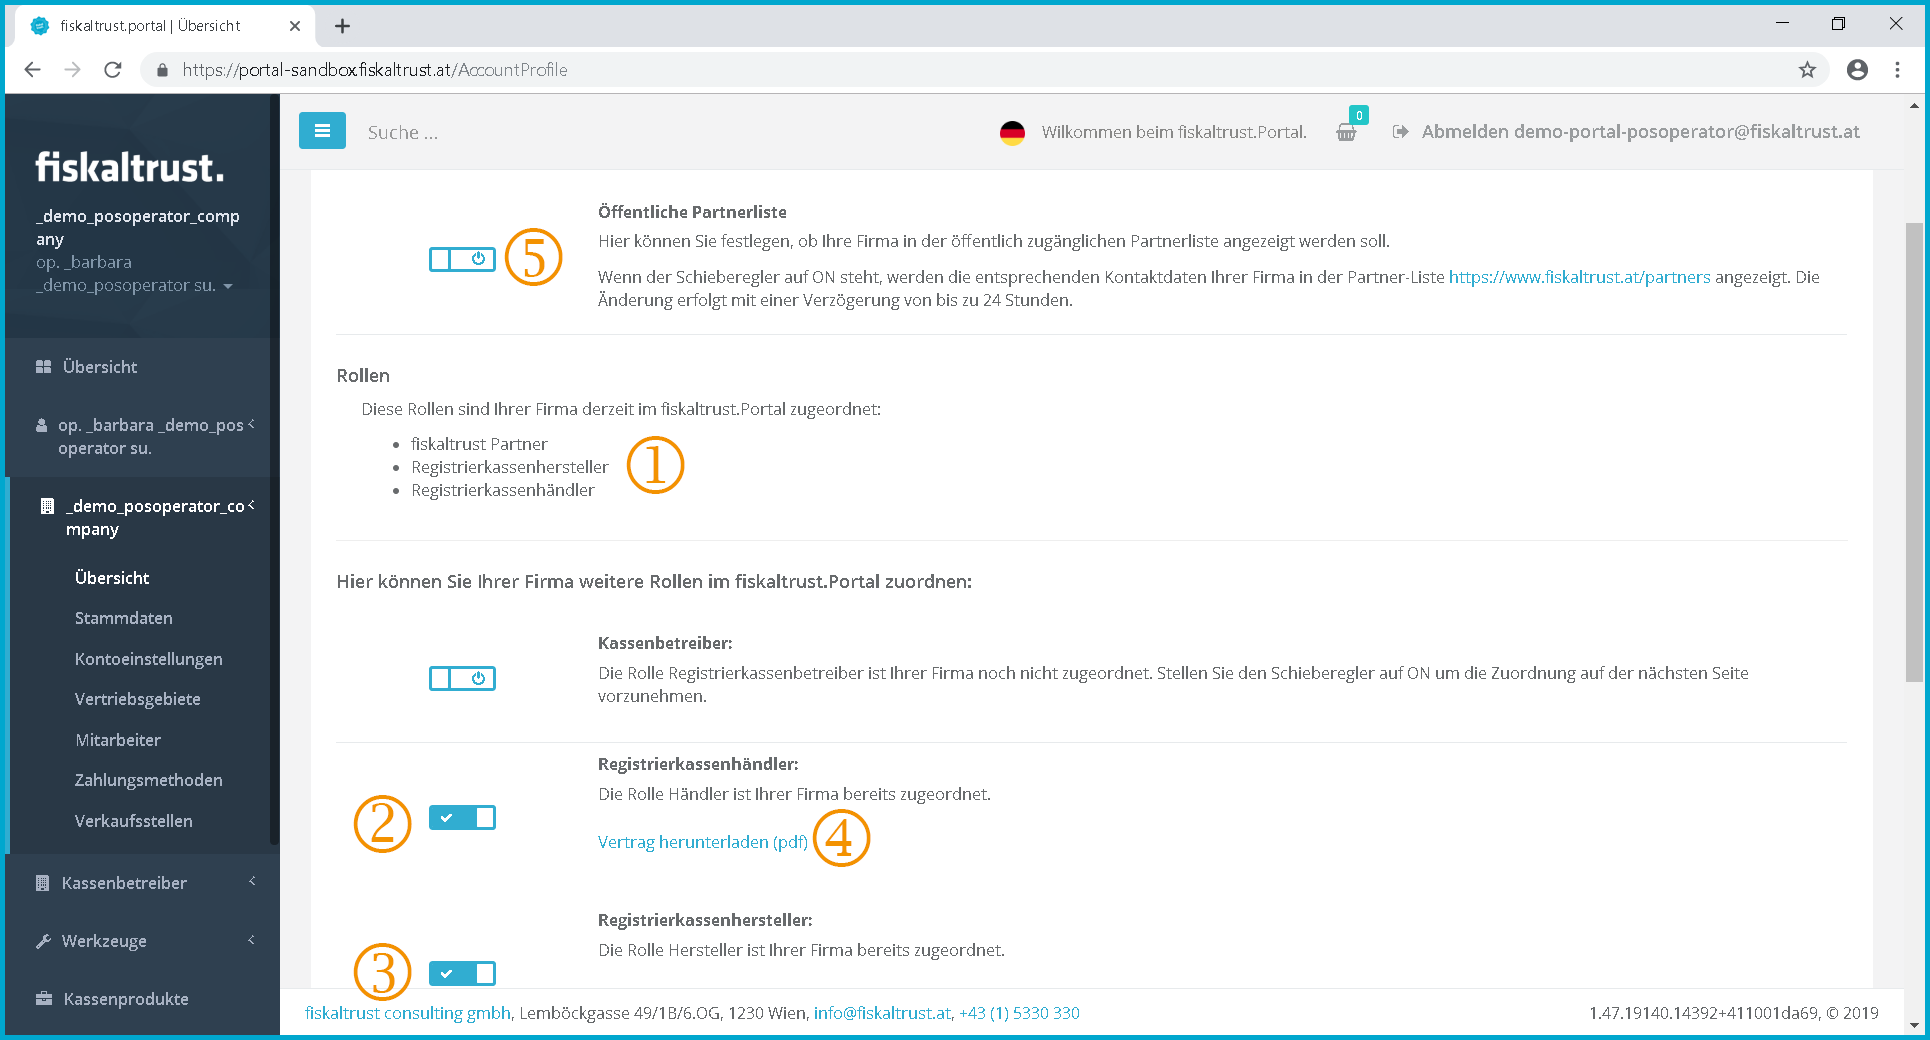 fiskaltrust.portal | Übersicht
https://portal-sandbox.fiskaltrust.at/AccountProfile
fiskaltrust.
_demo_posoperator_comp
any
op. _barbara
_demo_posoperator su.
Übersicht
op. _barbara _demo_pos
operator su.
_demo_posoperator_co
mpany
Übersicht
Stammdaten
Kontoeinstellungen
Vertriebsgebiete
Mitarbeiter
Zahlungsmethoden
Verkaufsstellen
Kassenbetreiber
Werkzeuge
Kassenprodukte
Suche ...
Wilkommen beim fiskaltrust.Portal.
0
Abmelden demo-portal-posoperator@fiskaltrust.at
5
Öffentliche Partnerliste
Hier können Sie festlegen, ob Ihre Firma in der öffentlich zugänglichen Partnerliste angezeigt werden soll.
Wenn der Schieberegler auf ON steht, werden die entsprechenden Kontaktdaten Ihrer Firma in der Partner-Liste https://www.fiskaltrust.at/partners angezeigt. Die
Änderung erfolgt mit einer Verzögerung von bis zu 24 Stunden.
Rollen
Diese Rollen sind Ihrer Firma derzeit im fiskaltrust.Portal zugeordnet:
• fiskaltrust Partner
• Registrierkassenhersteller
• Registrierkassenhändler
1
Hier können Sie Ihrer Firma weitere Rollen im fiskaltrust.Portal zuordnen:
Kassenbetreiber:
Die Rolle Registrierkassenbetreiber ist Ihrer Firma noch nicht zugeordnet. Stellen Sie den Schieberegler auf ON um die Zuordnung auf der nächsten Seite
vorzunehmen.
Registrierkassenhändler:
Die Rolle Händler ist Ihrer Firma bereits zugeordnet.
2
Vertrag herunterladen (pdf)
4
Registrierkassenhersteller:
Die Rolle Hersteller ist Ihrer Firma bereits zugeordnet.
3
fiskaltrust consulting gmbh, Lemböckgasse 49/1B/6.OG, 1230 Wien, info@fiskaltrust.at, +43 (1) 5330 330
1.47.19140.14392+411001da69, © 2019